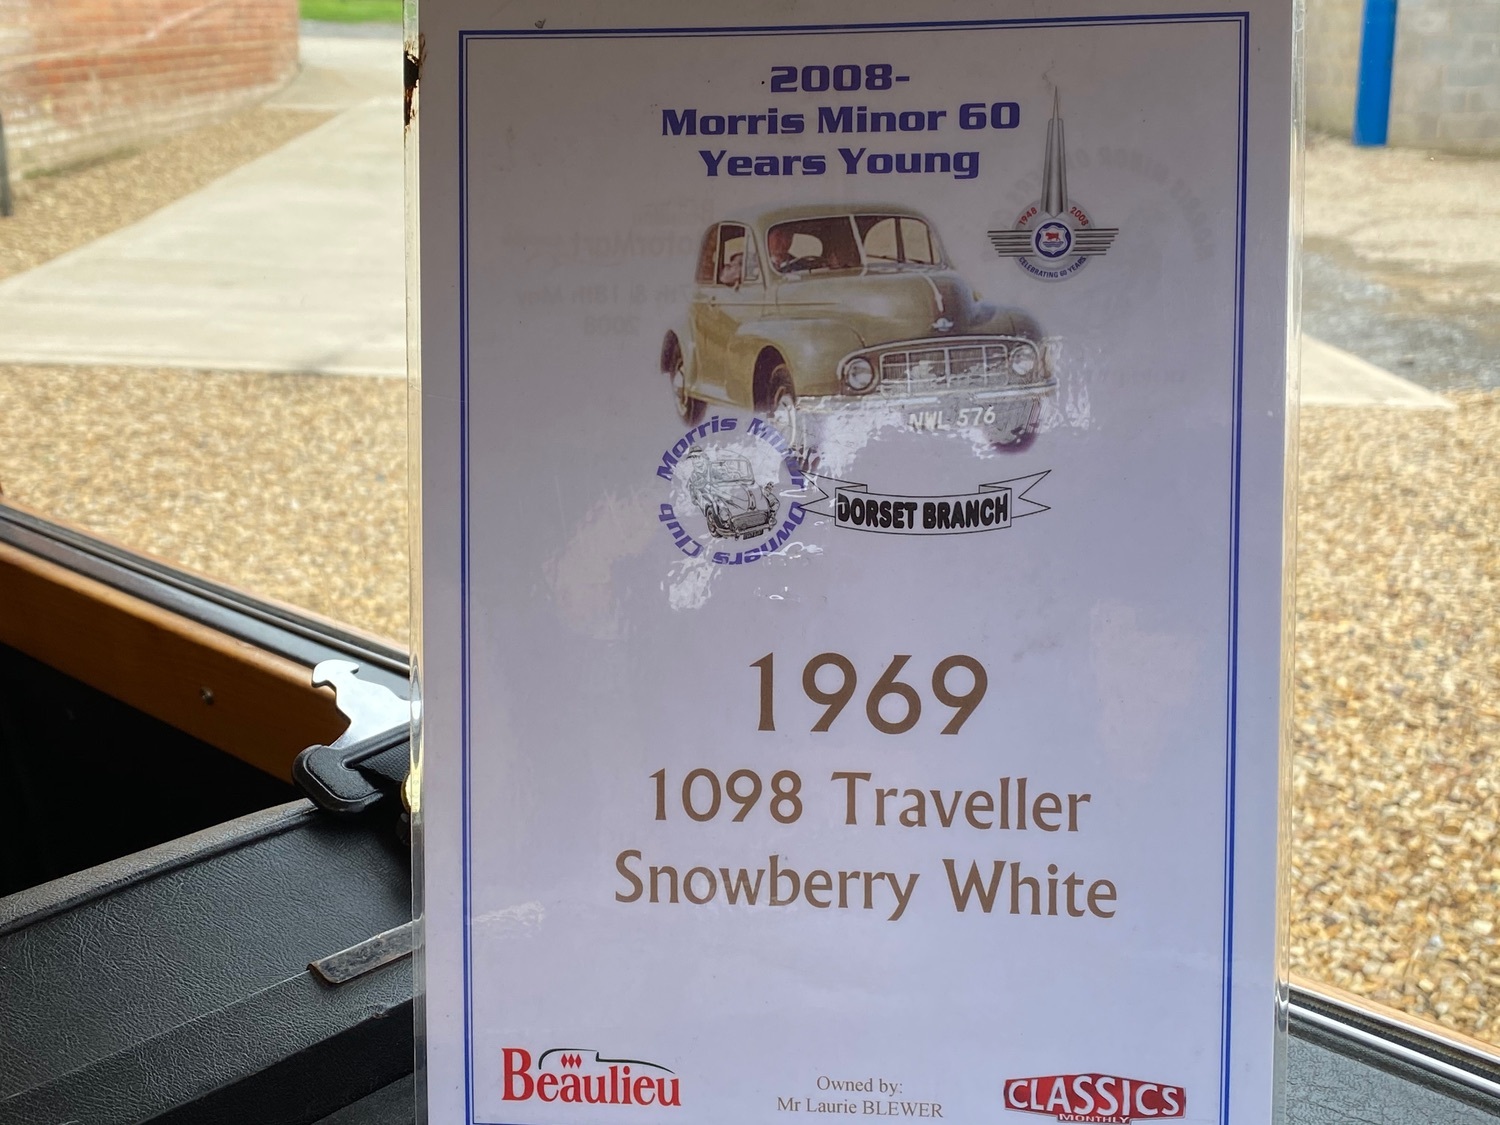 2008-
Morris Minor 60
Years Young
1948 2008
CELEBRATING 60 YEARS
NWL 576
Morris Minor Owners Club
DORSET BRANCH
1969
1098 Traveller
Snowberry White
Beaulieu
Owned by:
Mr Laurie BLEWER
CLASSICS
MONTHLY